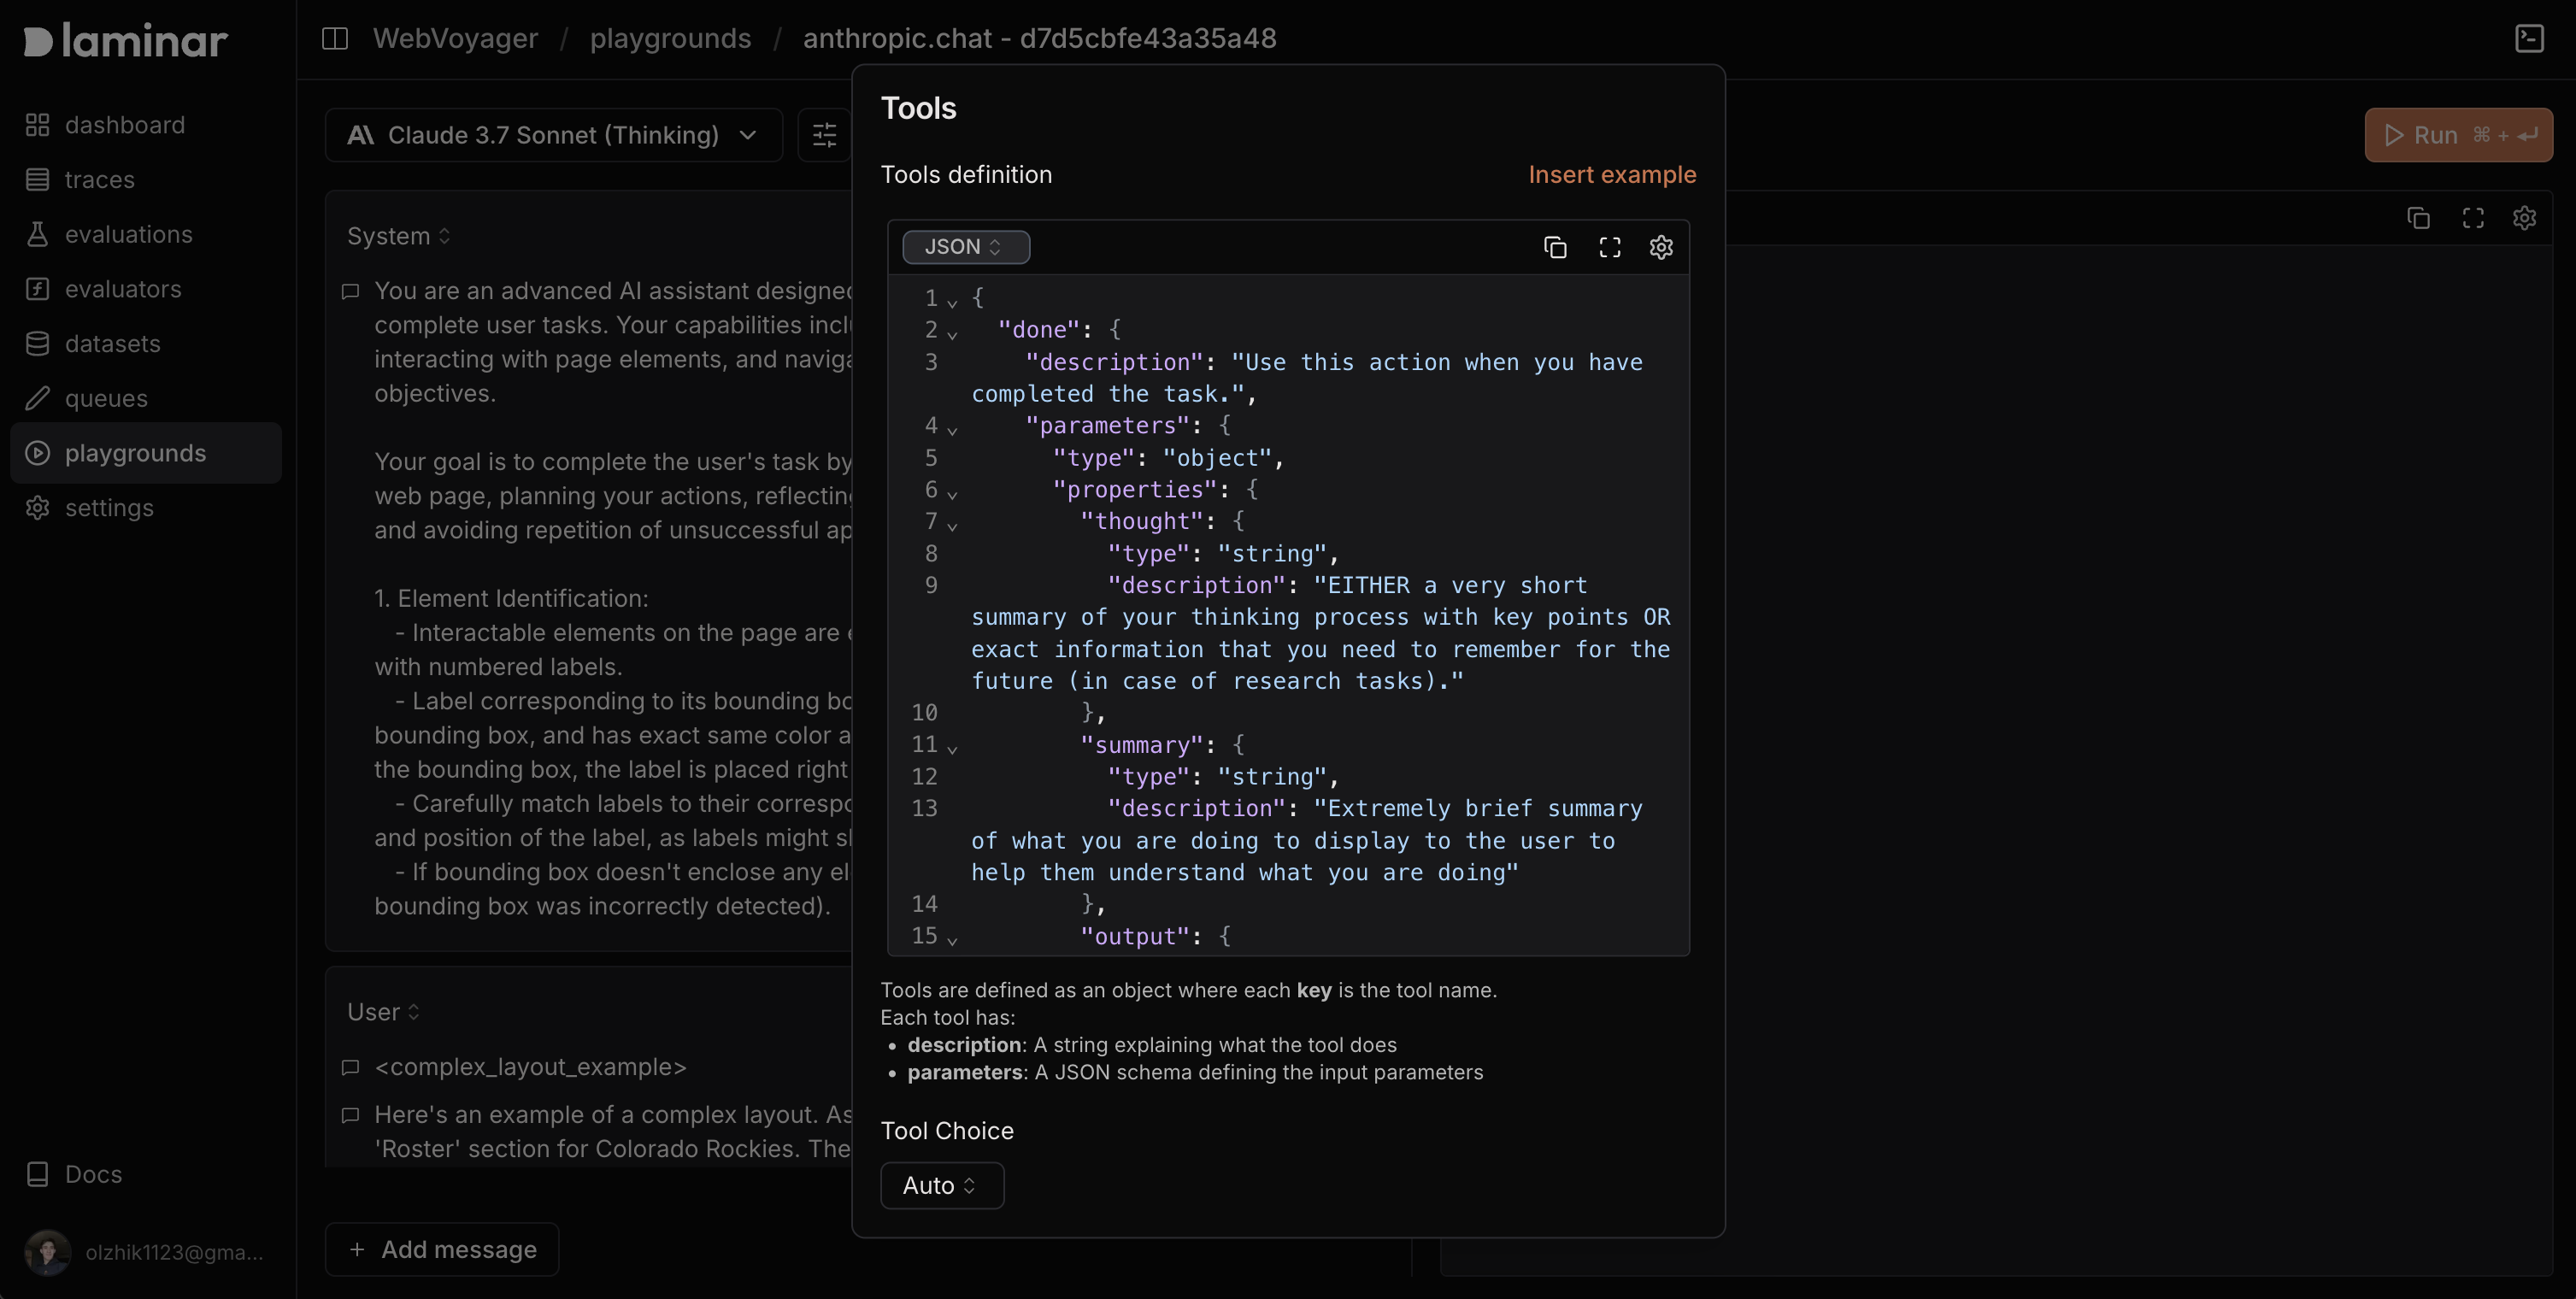 laminar
dashboard
traces
evaluations
evaluators
datasets
queues
playgrounds
settings
Docs
olzhik1123@gma...
WebVoyager / playgrounds / anthropic.chat - d7d5cbfe43a35a48
Claude 3.7 Sonnet (Thinking)
Run ⌘ + ↵
System
You are an advanced AI assistant designed
complete user tasks. Your capabilities
interacting with page elements, and
objectives.
Your goal is to complete the user's task by
web page, planning your actions,
and avoiding repetition of unsuccessful
1. Element Identification:
- Interactable elements on the page are
with numbered labels.
- Label corresponding to its bounding
bounding box, and has exact same color
the bounding box, the label is placed right
- Carefully match labels to their
and position of the label, as labels might
- If bounding box doesn't enclose any
bounding box was incorrectly detected).
User
<complex_layout_example>
Here's an example of a complex layout. As
'Roster' section for Colorado Rockies. The
+ Add message
Tools
Tools definition
Insert example
JSON
1 {
2 "done": {
3 "description": "Use this action when you have
completed the task.",
4 "parameters": {
5 "type": "object",
6 "properties": {
7 "thought": {
8 "type": "string",
9 "description": "EITHER a very short
summary of your thinking process with key points OR
exact information that you need to remember for the
future (in case of research tasks)."
10 },
11 "summary": {
12 "type": "string",
13 "description": "Extremely brief summary
of what you are doing to display to the user to
help them understand what you are doing"
14 },
15 "output": {
Tools are defined as an object where each key is the tool name.
Each tool has:
• description: A string explaining what the tool does
• parameters: A JSON schema defining the input parameters
Tool Choice
Auto